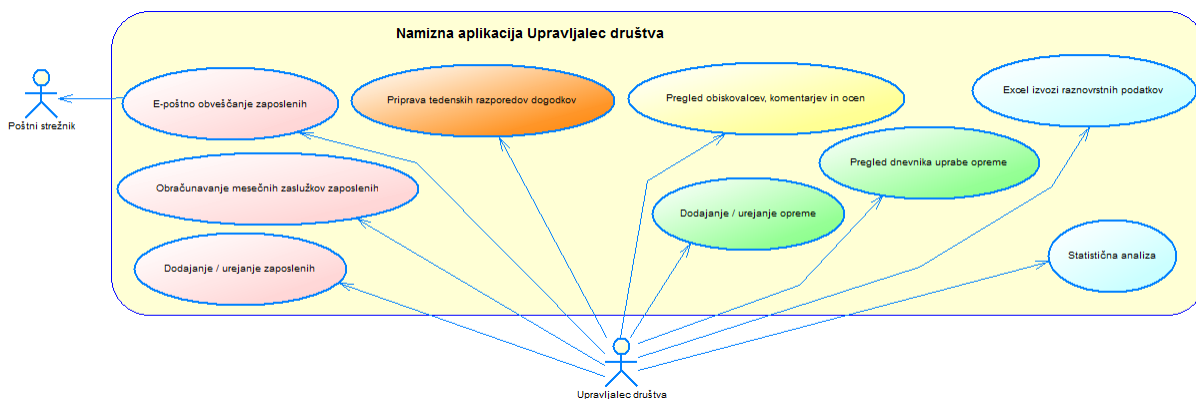 Namizna aplikacija Upravljalec društva
Poštni strežnik
E-poštno obveščanje zaposlenih
Priprava tedenskih razporedov dogodkov
Pregled obiskovalcev, komentarjev in ocen
Excel izvozi raznovrstnih podatkov
Obračunavanje mesečnih zaslužkov zaposlenih
Pregled dnevnika uprabe opreme
Dodajanje / urejanje opreme
Dodajanje / urejanje zaposlenih
Statistična analiza
Upravljalec društva